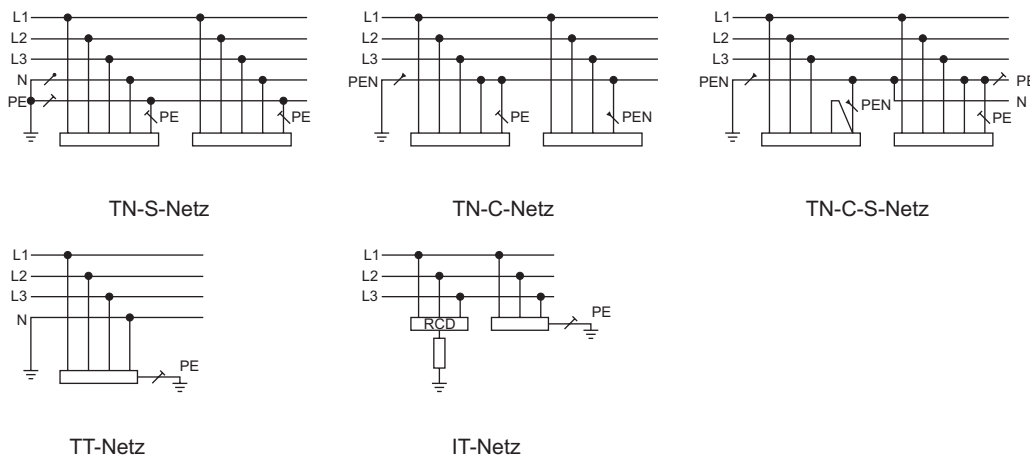 L1
L2
L3
N
PE
PE
PE
TN-S-Netz
L1
L2
L3
PEN
PE
PEN
TN-C-Netz
L1
L2
L3
PEN
PEN
PE
N
PE
TN-C-S-Netz
L1
L2
L3
N
PE
TT-Netz
L1
L2
L3
RCD
PE
IT-Netz